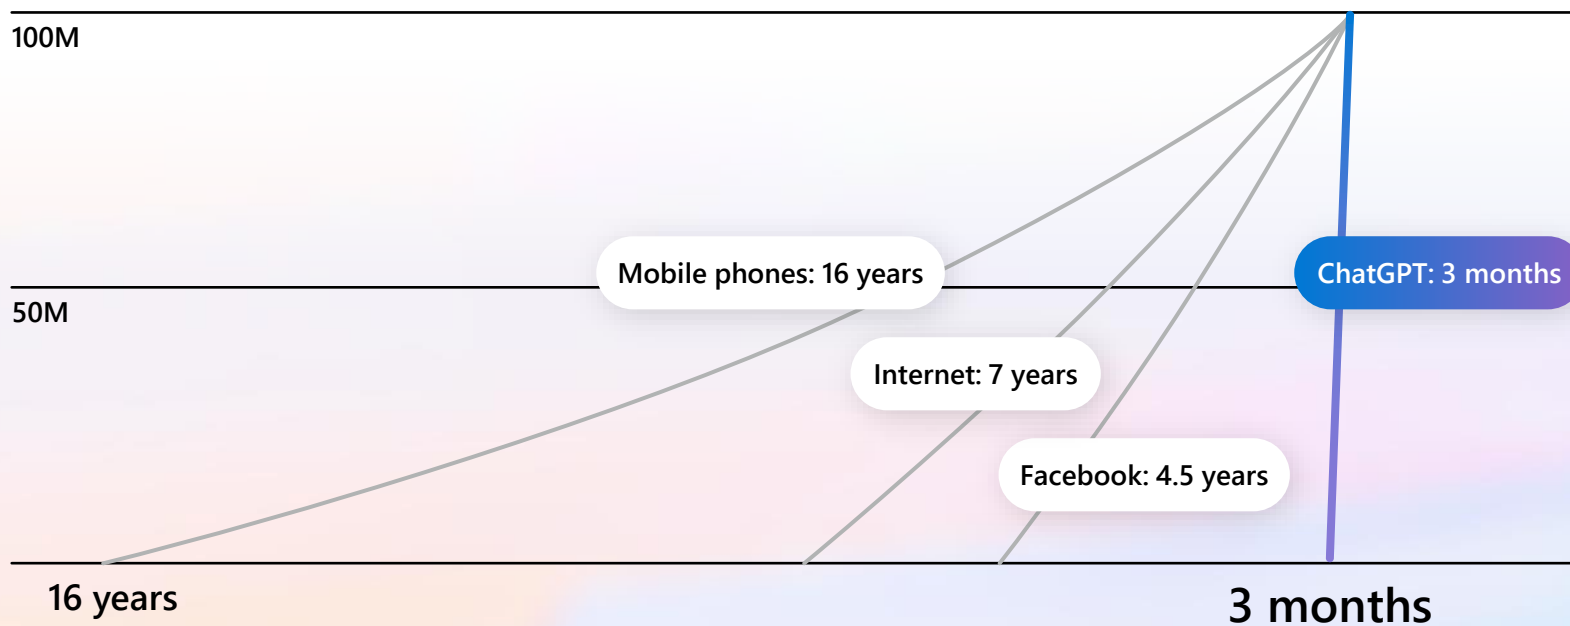 100M
Mobile phones: 16 years
ChatGPT: 3 months
50M
Internet: 7 years
Facebook: 4.5 years
16 years
3 months